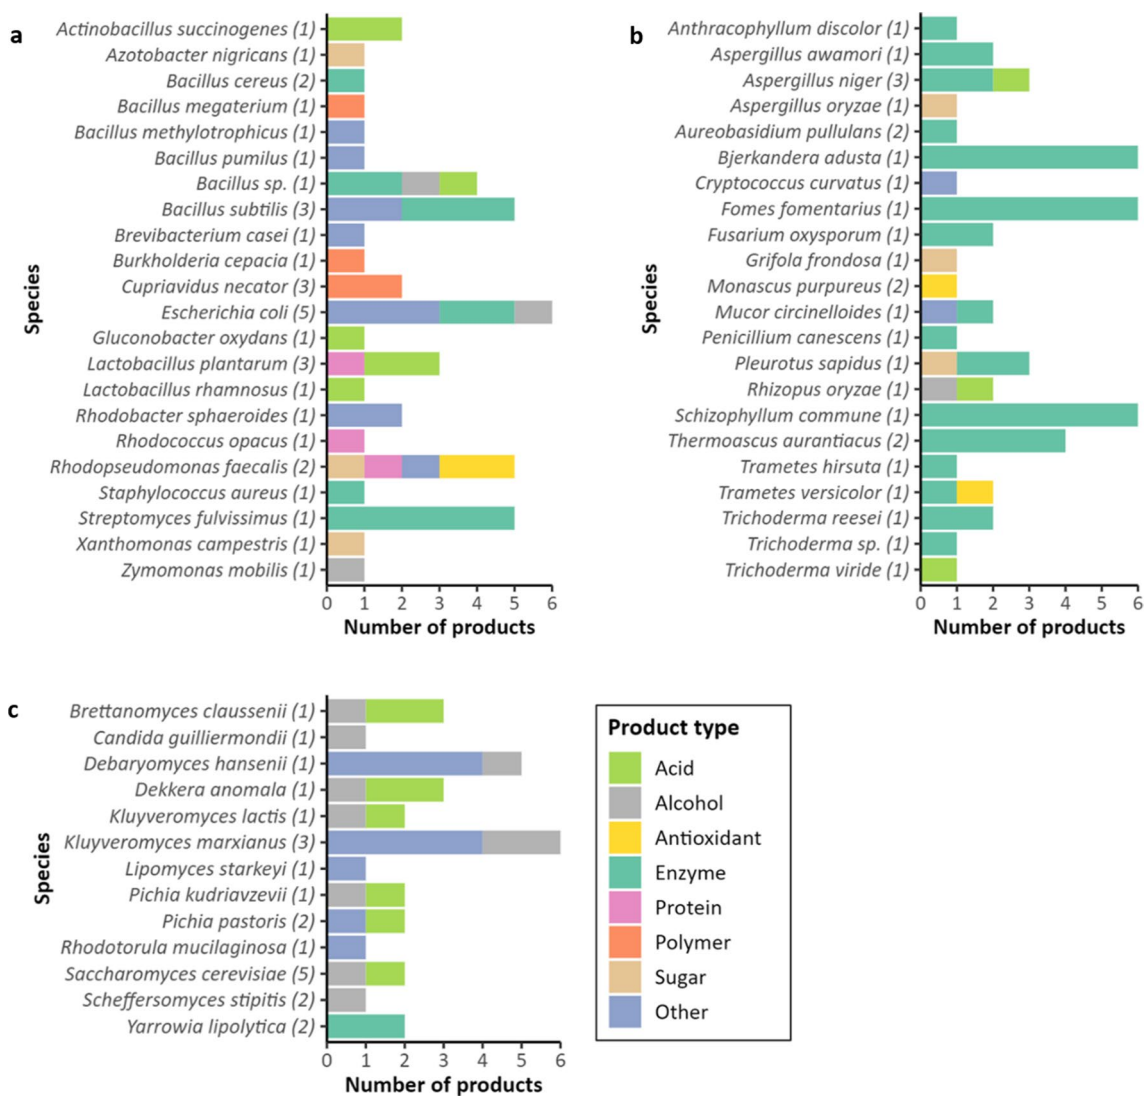 a
Species
Actinobacillus succinogenes (1)
Azotobacter nigricans (1)
Bacillus cereus (2)
Bacillus megaterium (1)
Bacillus methylotrophicus (1)
Bacillus pumilus (1)
Bacillus sp. (1)
Bacillus subtilis (3)
Brevibacterium casei (1)
Burkholderia cepacia (1)
Cupriavidus necator (3)
Escherichia coli (5)
Gluconobacter oxydans (1)
Lactobacillus plantarum (3)
Lactobacillus rhamnosus (1)
Rhodobacter sphaeroides (1)
Rhodococcus opacus (1)
Rhodopseudomonas faecalis (2)
Staphylococcus aureus (1)
Streptomyces fulvissimus (1)
Xanthomonas campestris (1)
Zymomonas mobilis (1)
0 1 2 3 4 5 6
Number of products
b
Species
Anthracophyllum discolor (1)
Aspergillus awamori (1)
Aspergillus niger (3)
Aspergillus oryzae (1)
Aureobasidium pullulans (2)
Bjerkandera adusta (1)
Cryptococcus curvatus (1)
Fomes fomentarius (1)
Fusarium oxysporum (1)
Grifola frondosa (1)
Monascus purpureus (2)
Mucor circinelloides (1)
Penicillium canescens (1)
Pleurotus sapidus (1)
Rhizopus oryzae (1)
Schizophyllum commune (1)
Thermoascus aurantiacus (2)
Trametes hirsuta (1)
Trametes versicolor (1)
Trichoderma reesei (1)
Trichoderma sp. (1)
Trichoderma viride (1)
0 1 2 3 4 5 6
Number of products
c
Species
Brettanomyces claussenii (1)
Candida guilliermondii (1)
Debaryomyces hansenii (1)
Dekkera anomala (1)
Kluyveromyces lactis (1)
Kluyveromyces marxianus (3)
Lipomyces starkeyi (1)
Pichia kudriavzevii (1)
Pichia pastoris (2)
Rhodotorula mucilaginosa (1)
Saccharomyces cerevisiae (5)
Scheffersomyces stipitis (2)
Yarrowia lipolytica (2)
0 1 2 3 4 5 6
Number of products
Product type
Acid
Alcohol
Antioxidant
Enzyme
Protein
Polymer
Sugar
Other